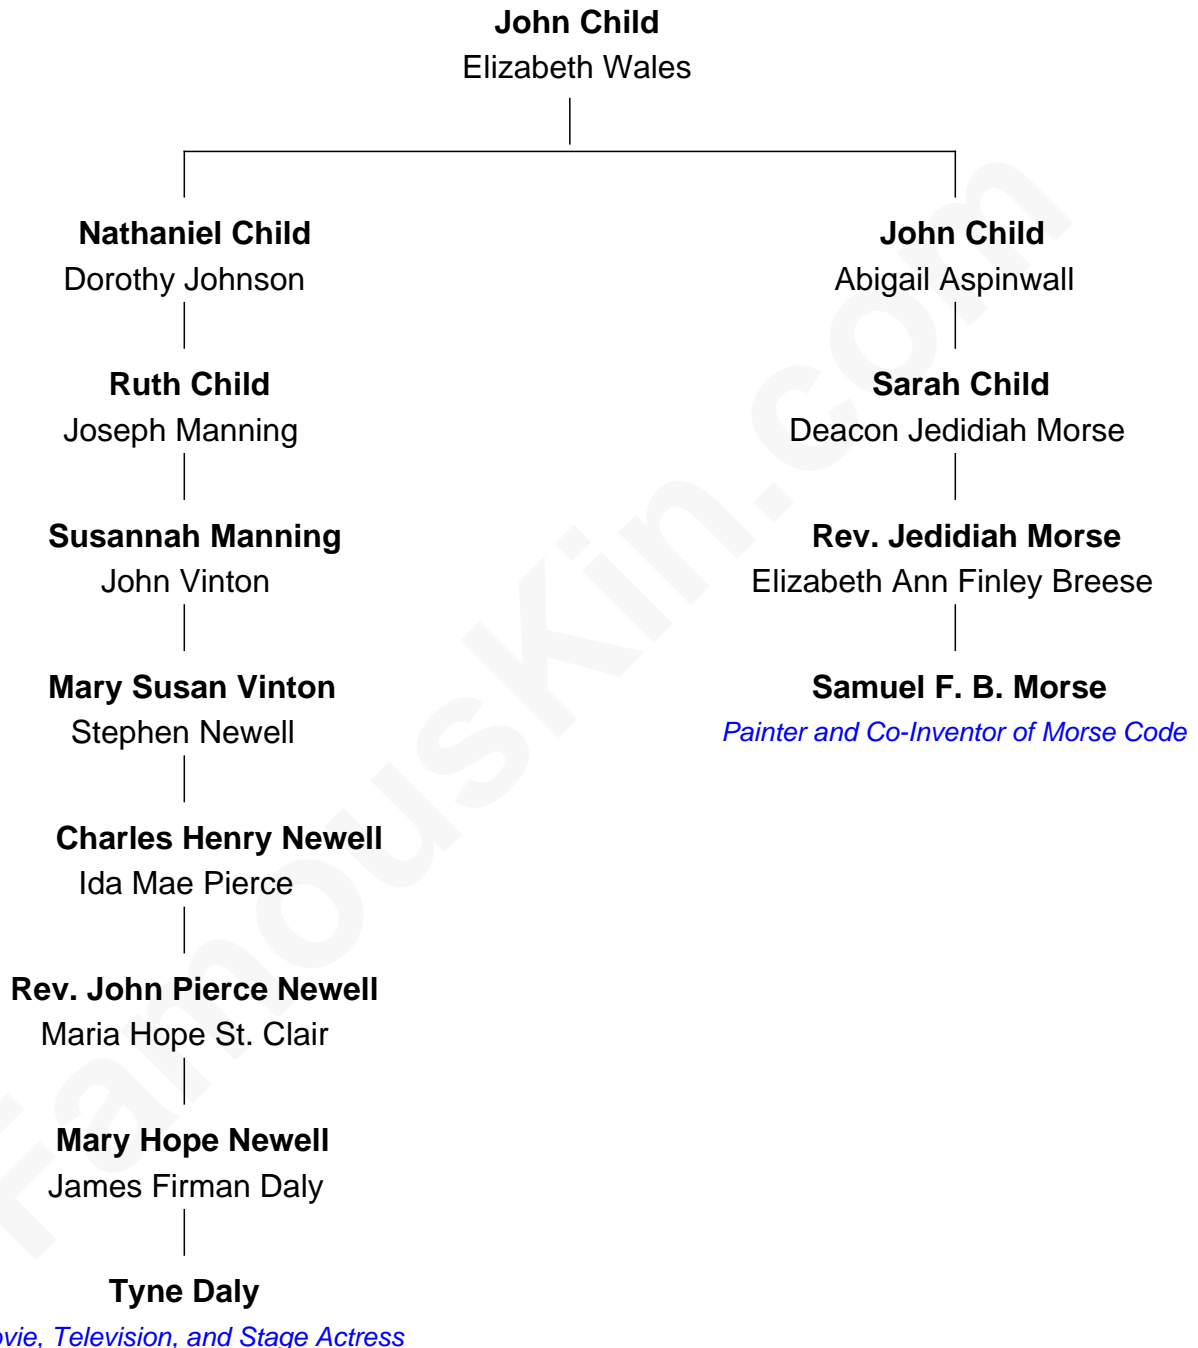 John Child
Elizabeth Wales
Nathaniel Child
Dorothy Johnson
Ruth Child
Joseph Manning
Susannah Manning
John Vinton
Mary Susan Vinton
Stephen Newell
Charles Henry Newell
Ida Mae Pierce
Rev. John Pierce Newell
Maria Hope St. Clair
Mary Hope Newell
James Firman Daly
Tyne Daly
ovie, Television, and Stage Actress
John Child
Abigail Aspinwall
Sarah Child
Deacon Jedidiah Morse
Rev. Jedidiah Morse
Elizabeth Ann Finley Breese
Samuel F. B. Morse
Painter and Co-Inventor of Morse Code
FamousKin.com